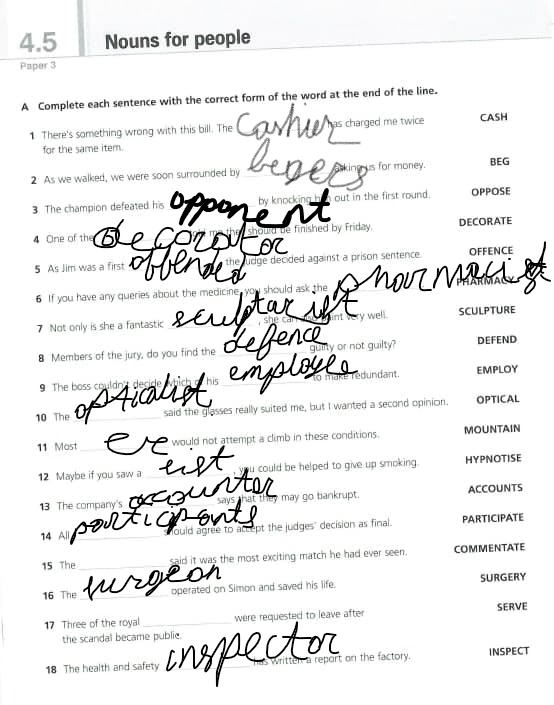 4.5 Nouns for people
Paper 3
A Complete each sentence with the correct form of the word at the end of the line.
1 There's something wrong with this bill. The Cashier has charged me twice CASH
for the same item.
2 As we walked, we were soon surrounded by begers asking us for money. BEG
3 The champion defeated his opponent by knocking him out in the first round. OPPOSE
4 One of the Decorator me they should be finished by Friday. DECORATE
5 As Jim was a first offended the judge decided against a prison sentence. OFFENCE
6 If you have any queries about the medicine, you should ask the pharmacist PHARMACY
7 Not only is she a fantastic sculptarist, she can paint very well. SCULPTURE
8 Members of the jury, do you find the defence guilty or not guilty? DEFEND
9 The boss couldn't decide which of his employee to make redundant. EMPLOY
10 The opticalist said the glasses really suited me, but I wanted a second opinion. OPTICAL
11 Most ere would not attempt a climb in these conditions. MOUNTAIN
12 Maybe if you saw a eist, you could be helped to give up smoking. HYPNOTISE
13 The company's accounter says that they may go bankrupt. ACCOUNTS
14 All participants should agree to accept the judges' decision as final. PARTICIPATE
15 The said it was the most exciting match he had ever seen. COMMENTATE
16 The surgeon operated on Simon and saved his life. SURGERY
17 Three of the royal were requested to leave after SERVE
the scandal became public.
18 The health and safety inspector has written a report on the factory. INSPECT